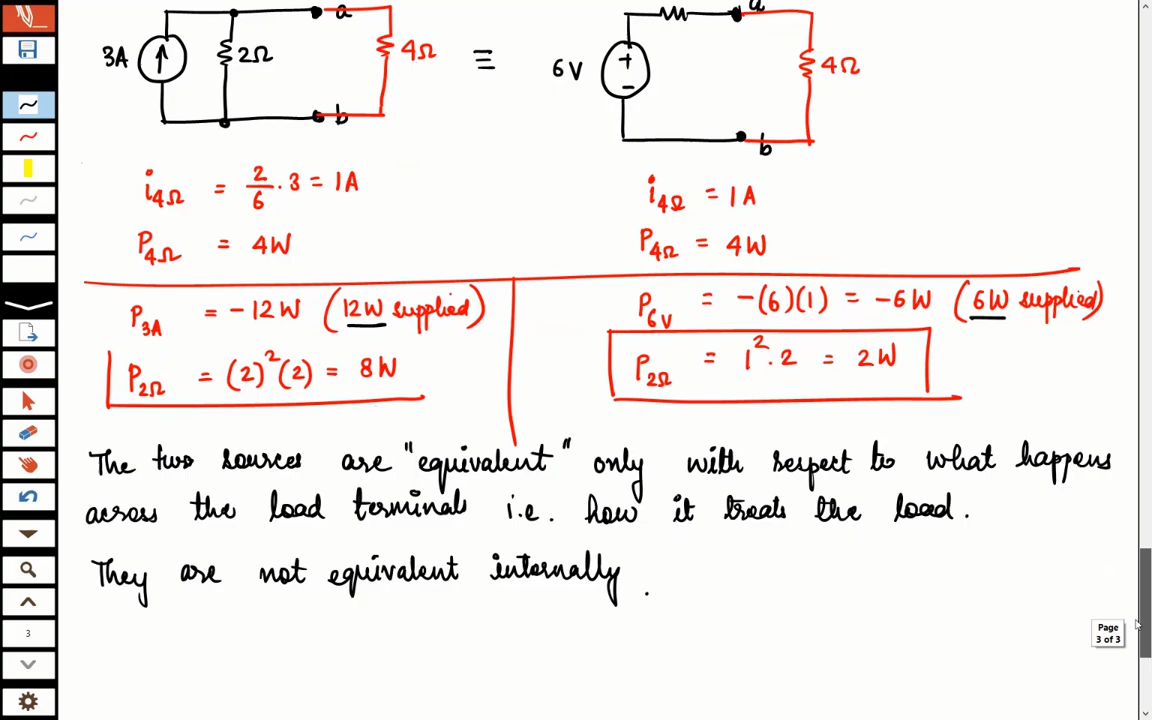 a a
3A 2Ω 4Ω ≡ 6V + − 4Ω
b b
i4Ω = 2/6 · 3 = 1A i4Ω = 1A
P4Ω = 4W P4Ω = 4W
P3A = -12W (12W supplied) P6V = -(6)(1) = -6W (6W supplied)
P2Ω = (2)²(2) = 8W P2Ω = 1²·2 = 2W
The two sources are "equivalent" only with respect to what happens
across the load terminals i.e. how it treats the load.
They are not equivalent internally.
3
Page
3 of 3